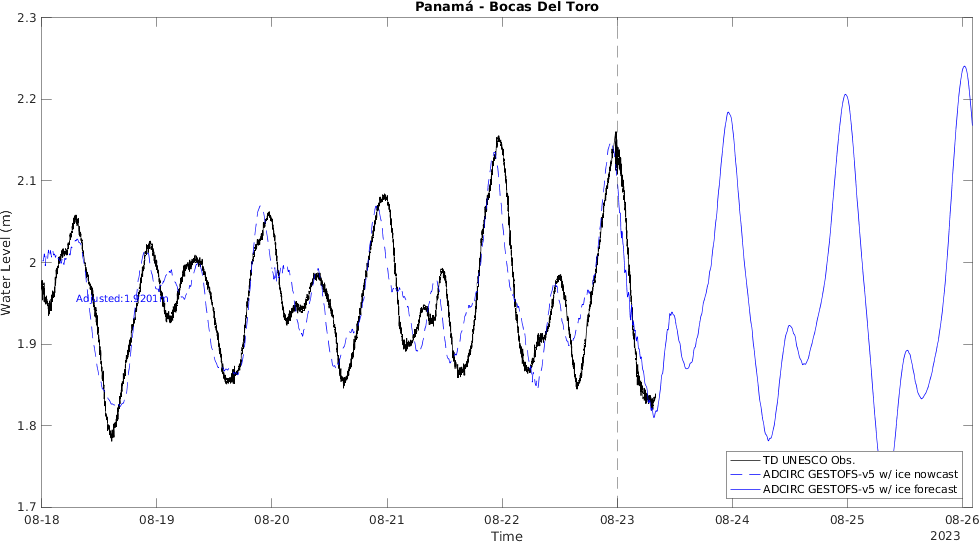 Panamá - Bocas Del Toro
Water Level (m)
2.3
2.2
2.1
2
1.9
1.8
1.7
Adjusted:1.9201m
TD UNESCO Obs.
ADCIRC GESTOFS-v5 w/ ice nowcast
ADCIRC GESTOFS-v5 w/ ice forecast
08-18 08-19 08-20 08-21 08-22 08-23 08-24 08-25 08-26
Time
2023